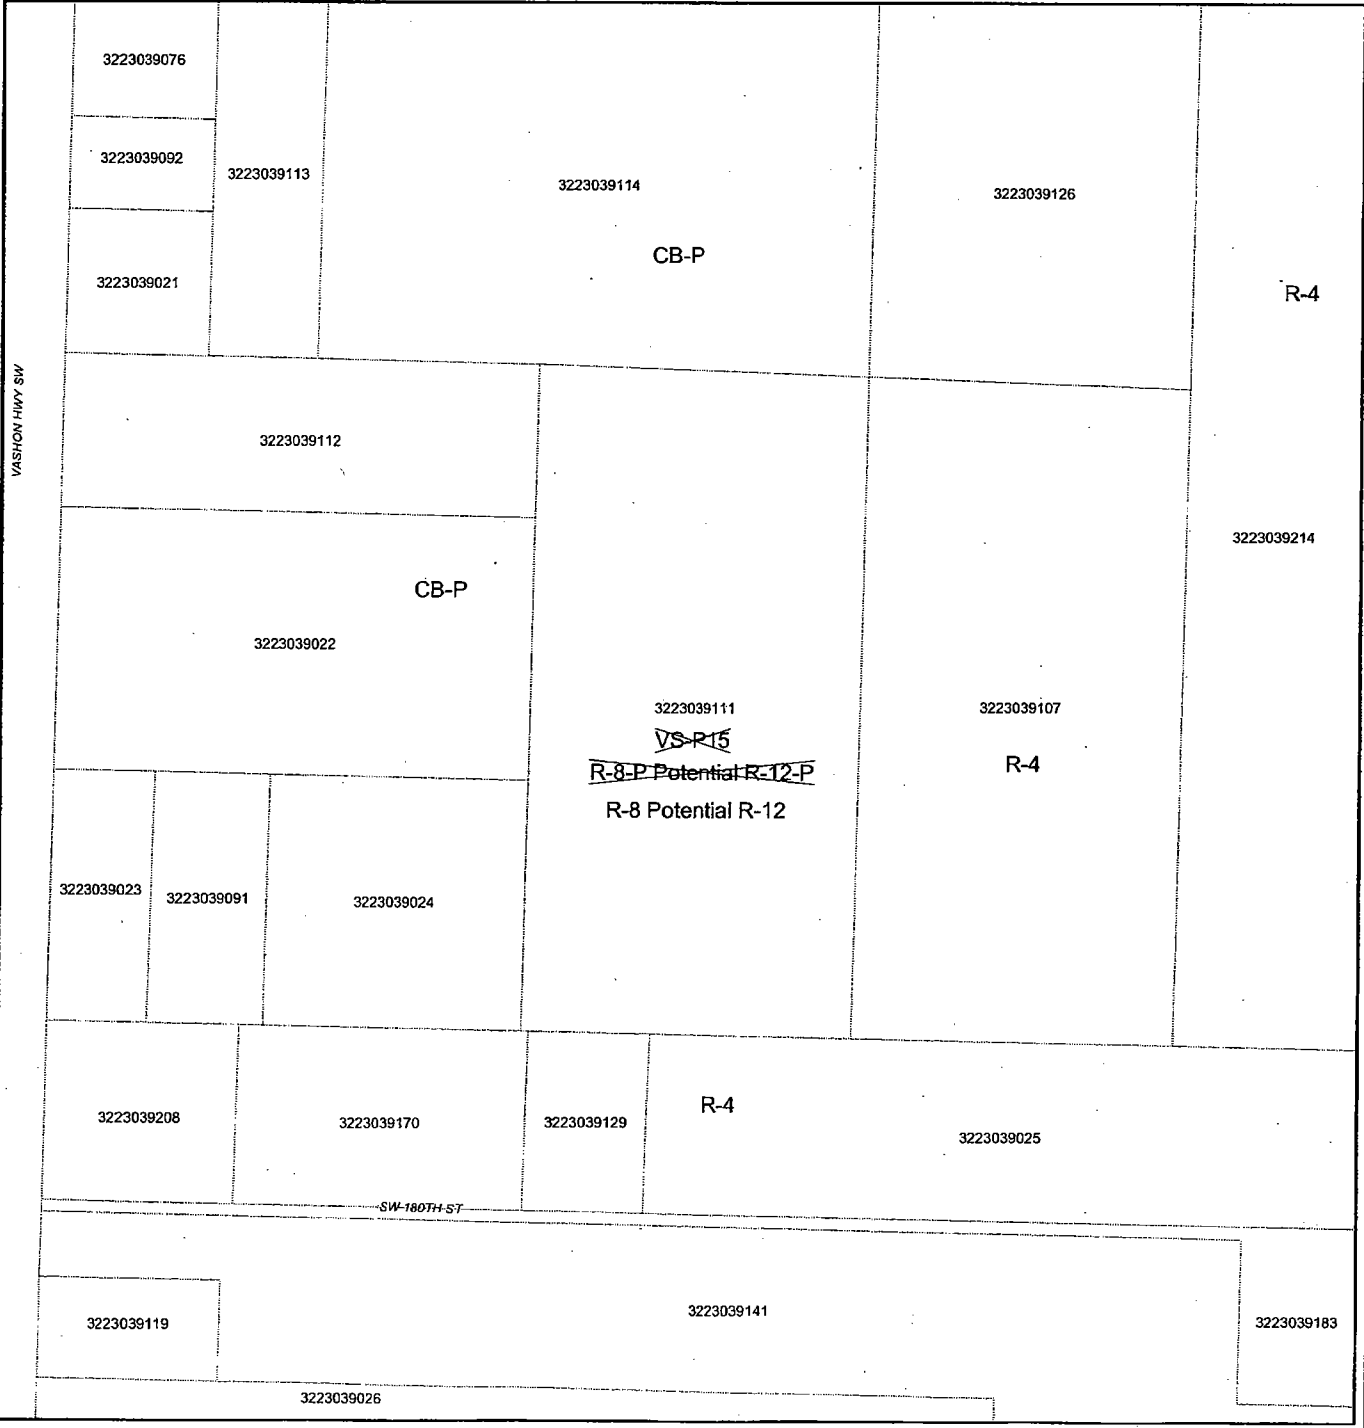 3223039076
3223039092
3223039113
3223039114
3223039126
3223039021
CB-P
R-4
VASHON HWY SW
3223039112
3223039214
CB-P
3223039022
3223039111
3223039107
VS-P15
R-8-P Potential R-12-P
R-4
R-8 Potential R-12
3223039023
3223039091
3223039024
3223039208
3223039170
3223039129
R-4
3223039025
SW 180TH ST
3223039119
3223039141
3223039183
3223039026